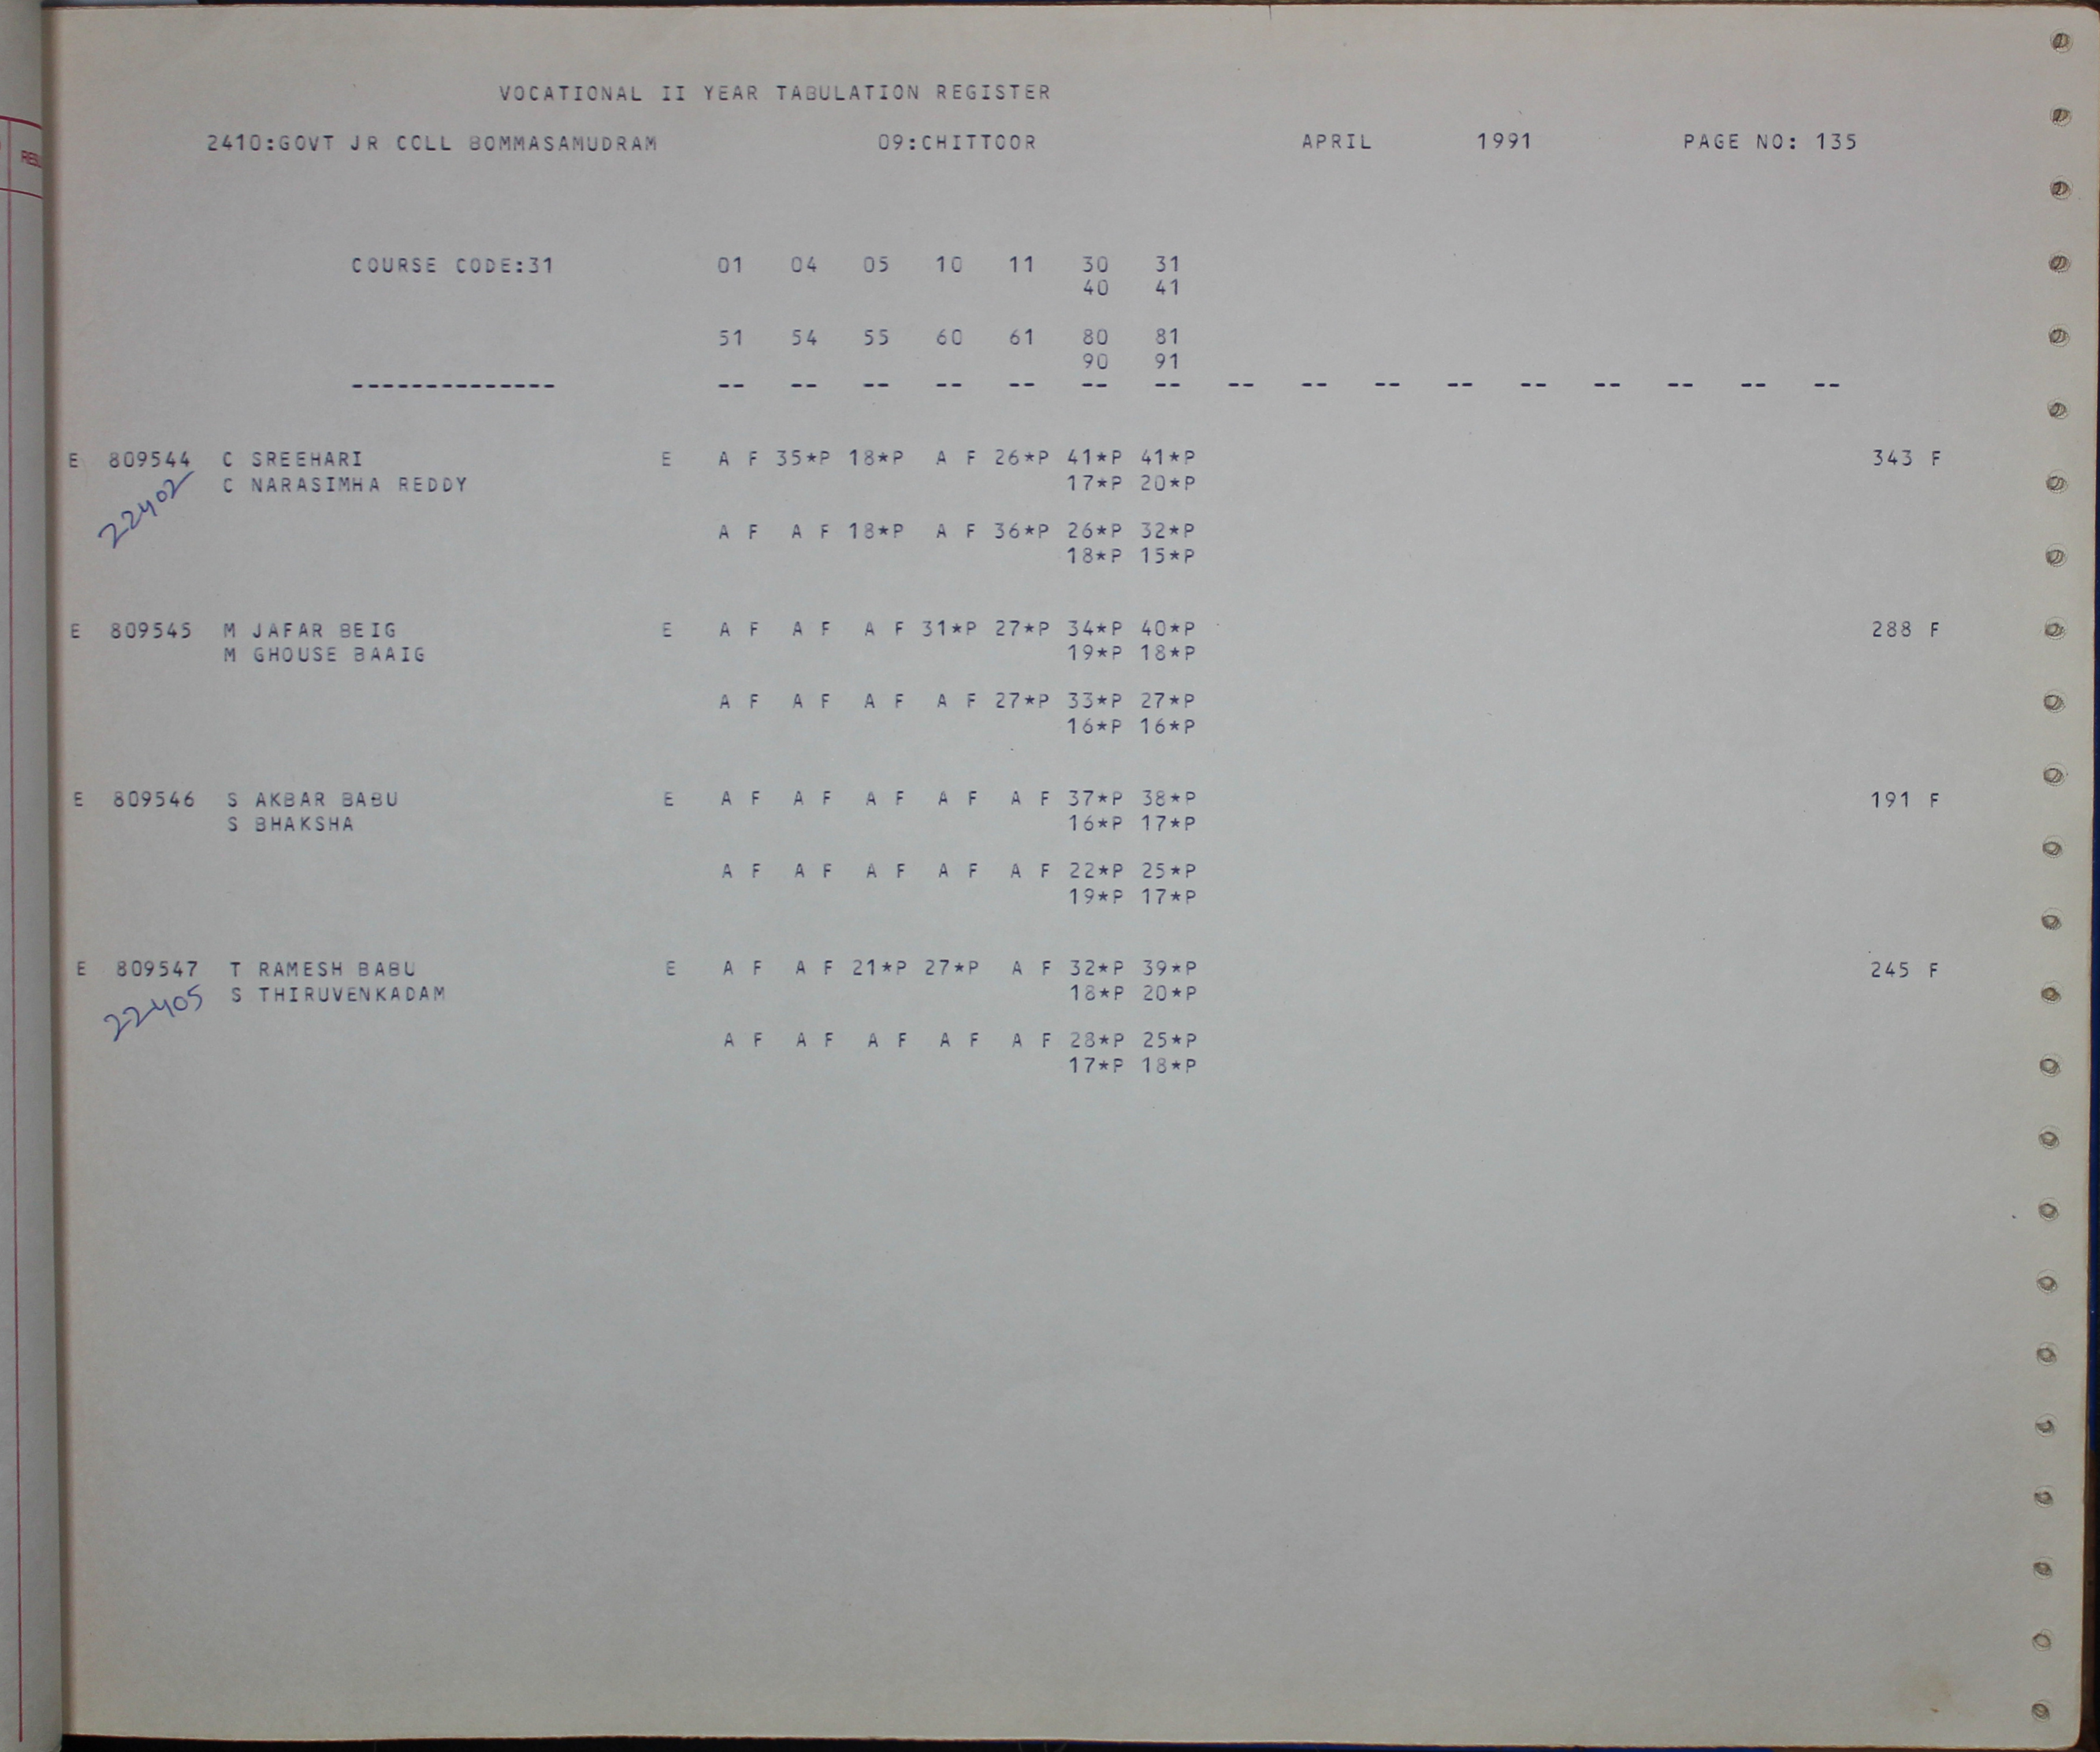 VOCATIONAL II YEAR TABULATION REGISTER
2410:GOVT JR COLL BOMMASAMUDRAM 09:CHITTOOR APRIL 1991 PAGE NO: 135
COURSE CODE:31 01 04 05 10 11 30 31
40 41
51 54 55 60 61 80 81
90 91
-------------- -- -- -- -- -- -- -- -- -- -- -- -- -- -- -- --
E 809544 C SREEHARI E A F 35*P 18*P A F 26*P 41*P 41*P 343 F
22402 C NARASIMHA REDDY 17*P 20*P
A F A F 18*P A F 36*P 26*P 32*P
18*P 15*P
E 809545 M JAFAR BEIG E A F A F A F 31*P 27*P 34*P 40*P 288 F
M GHOUSE BAAIG 19*P 18*P
A F A F A F A F 27*P 33*P 27*P
16*P 16*P
E 809546 S AKBAR BABU E A F A F A F A F A F 37*P 38*P 191 F
S BHAKSHA 16*P 17*P
A F A F A F A F A F 22*P 25*P
19*P 17*P
E 809547 T RAMESH BABU E A F A F 21*P 27*P A F 32*P 39*P 245 F
22405 S THIRUVENKADAM 18*P 20*P
A F A F A F A F A F 28*P 25*P
17*P 18*P